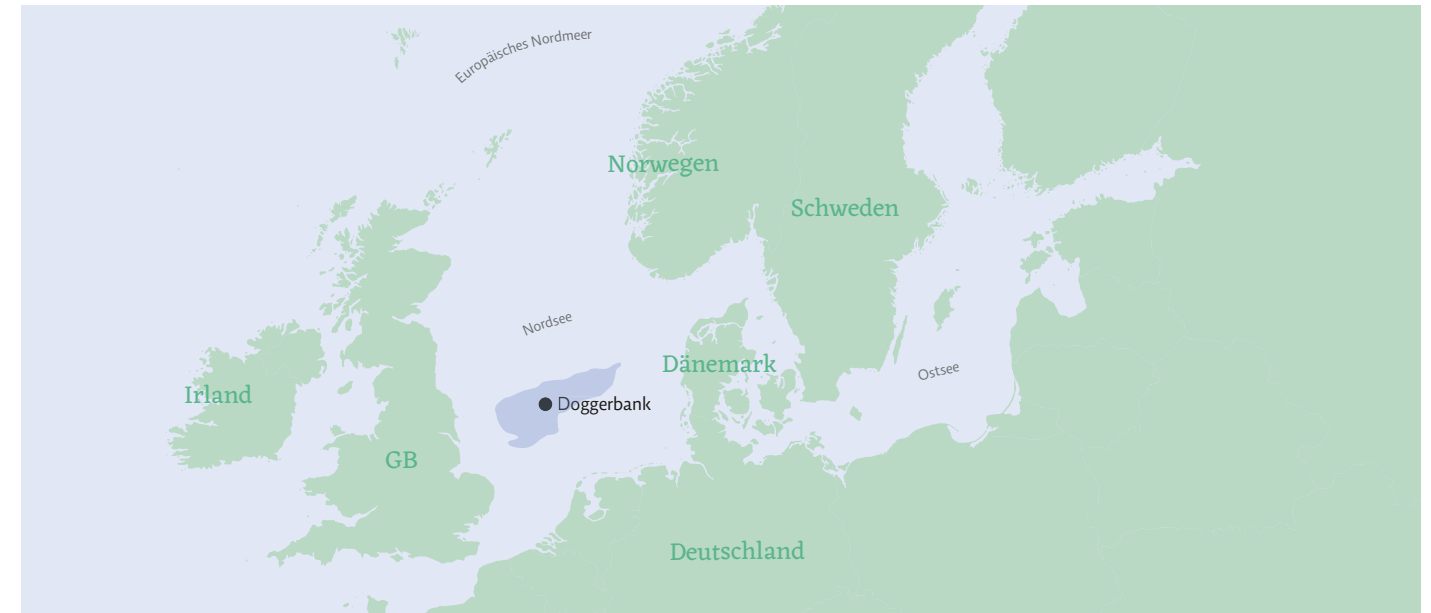 Europäisches Nordmeer
Norwegen
Schweden
Nordsee
Dänemark
Ostsee
Irland
Doggerbank
GB
Deutschland